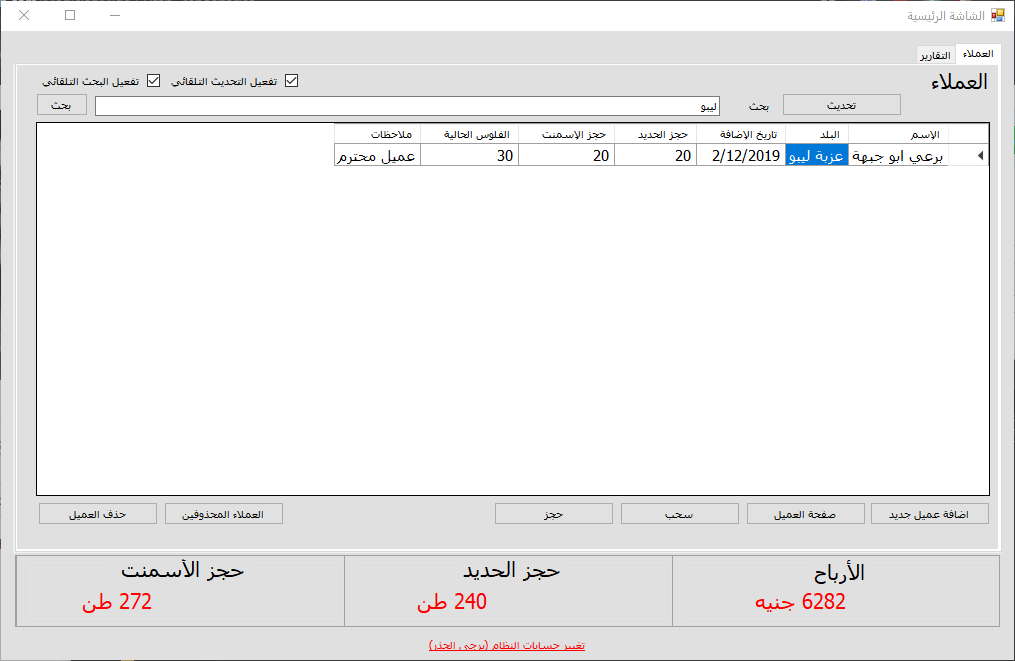 الشاشة الرئيسية
العملاء
التقارير
العملاء
تفعيل التحديث التلقائي
تفعيل البحث التلقائي
تحديث
بحث
ليبو
بحث
الإسم البلد تاريخ الإضافة حجز الحديد حجز الإسمنت الفلوس الحالية ملاحظات
برعي ابو جبهة عزبة ليبو 2/12/2019 20 20 30 عميل محترم
اضافة عميل جديد
صفحة العميل
سحب
حجز
العملاء المحذوفين
حذف العميل
الأرباح
6282 جنيه
حجز الحديد
240 طن
حجز الأسمنت
272 طن
تغيير حسابات النظام (يرجى الحذر)